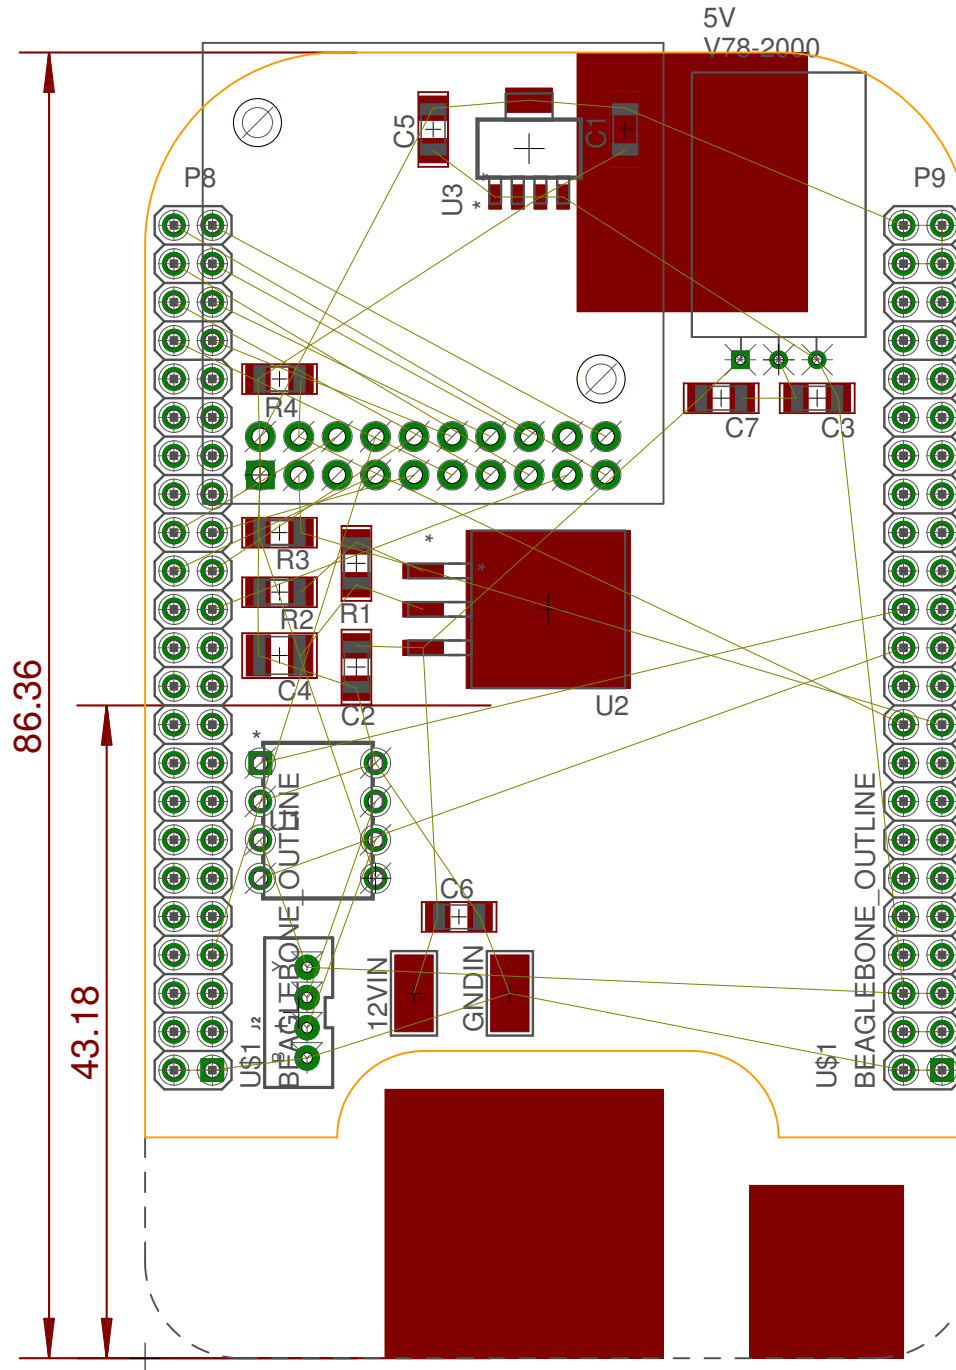 5V
V78-2000
C5
C1
U3
*
*
P8
P9
R4
C7
C3
R3
R1
*
*
R2
C4
C2
U2
86.36
43.18
*
U1
BEAGLEBONE_OUTLINE
U$1
J2
C6
12VIN
GNDIN
U$1
BEAGLEBONE_OUTLINE